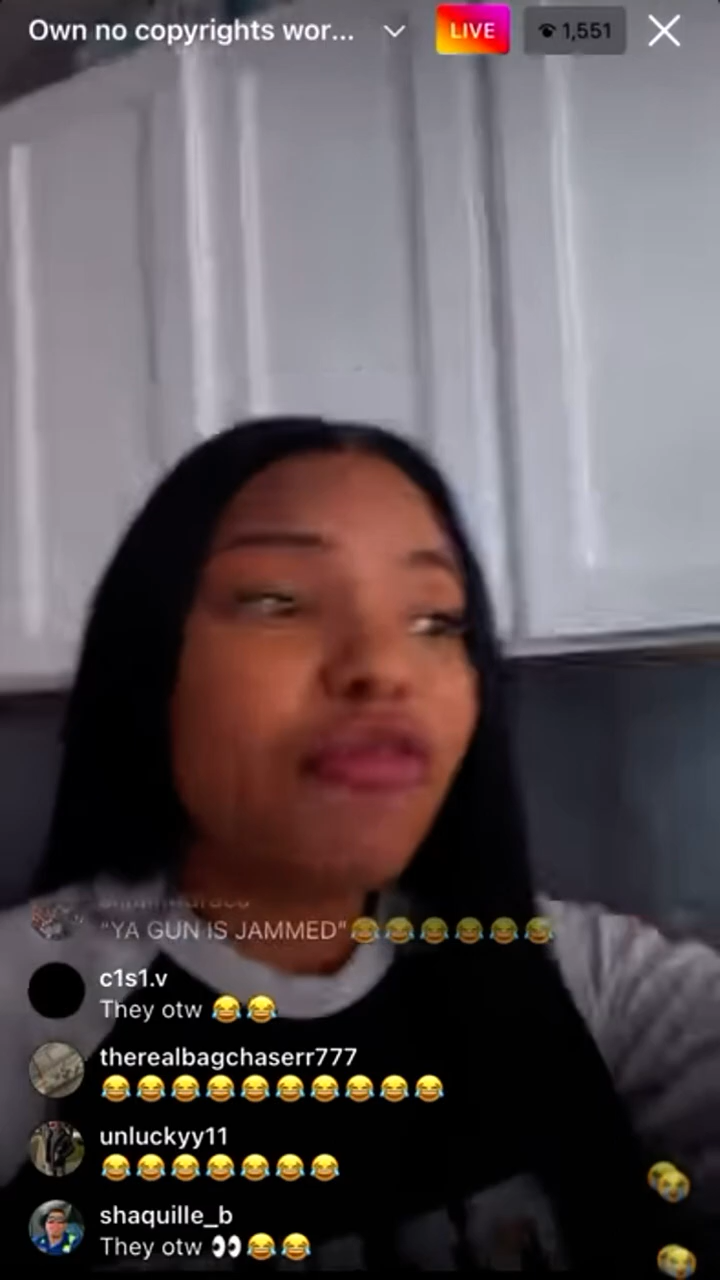 Own no copyrights wor...
LIVE
1,551
"YA GUN IS JAMMED"😂😂😂😂😂😂
c1s1.v
They otw 😂😂
therealbagchaserr777
😂😂😂😂😂😂😂😂😂😂
unluckyy11
😂😂😂😂😂😂😂
shaquille_b
They otw 👀😂😂